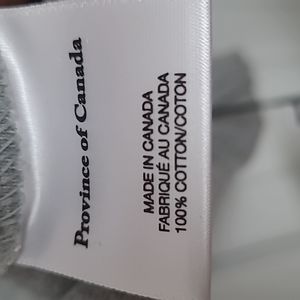 Province of Canada
MADE IN CANADA
FABRIQUÉ AU CANADA
100% COTTON/COTON